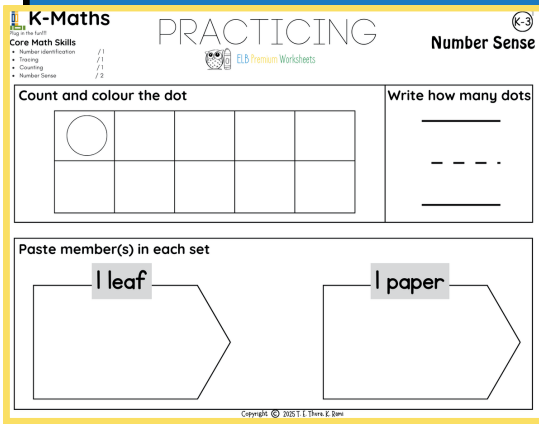 K-Maths
Plug in the fun!!!
Core Math Skills
Number identification / 1
Tracing / 1
Counting / 1
Number Sense / 2
PRACTICING
ELB Premium Worksheets
K-3
Number Sense
Count and colour the dot
Write how many dots
Paste member(s) in each set
1 leaf
1 paper
Copyright © 2025 T. E. Thora. K. Remi